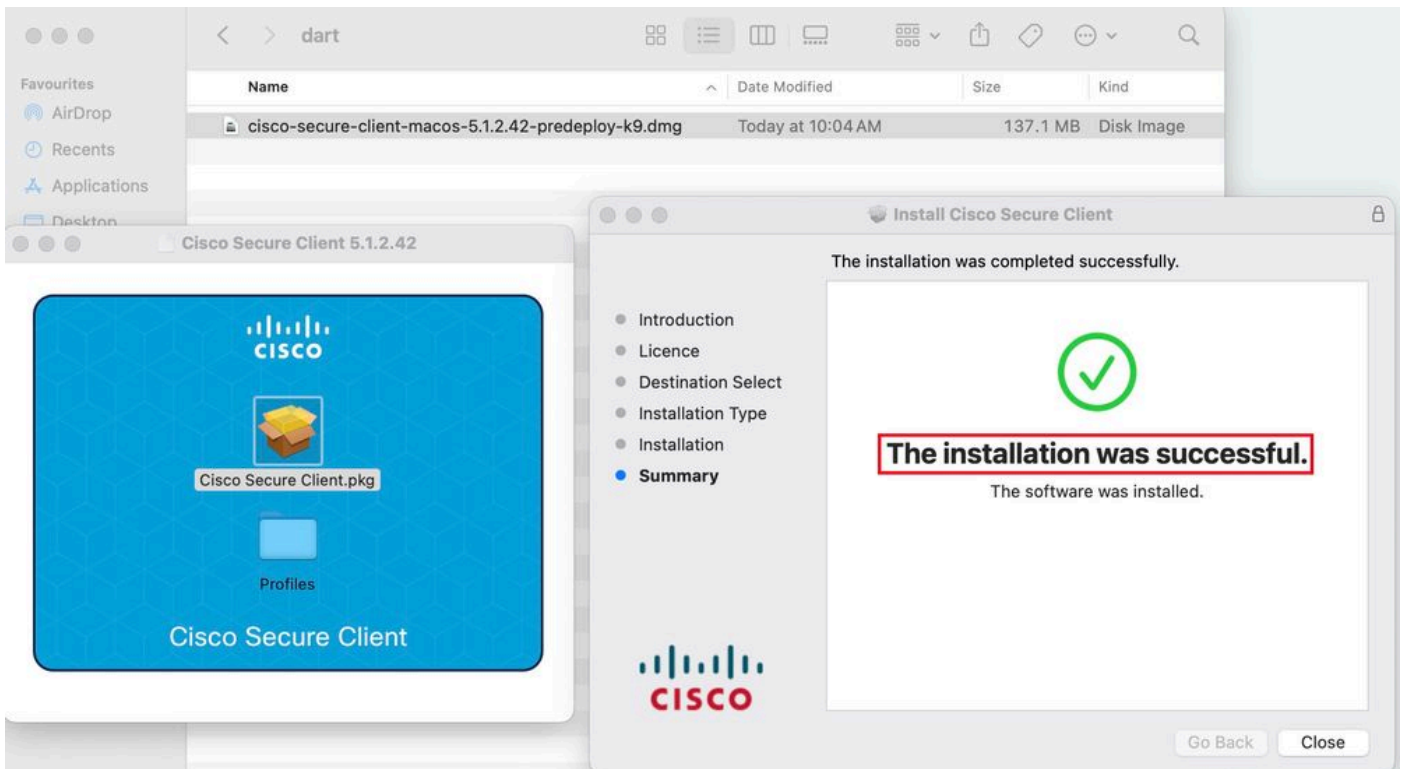 dart
Favourites
AirDrop
Recents
Applications
Desktop
Name
Date Modified
Size
Kind
cisco-secure-client-macos-5.1.2.42-predeploy-k9.dmg
Today at 10:04 AM
137.1 MB
Disk Image
Cisco Secure Client 5.1.2.42
CISCO
Cisco Secure Client.pkg
Profiles
Cisco Secure Client
Install Cisco Secure Client
The installation was completed successfully.
Introduction
Licence
Destination Select
Installation Type
Installation
Summary
The installation was successful.
The software was installed.
CISCO
Go Back
Close